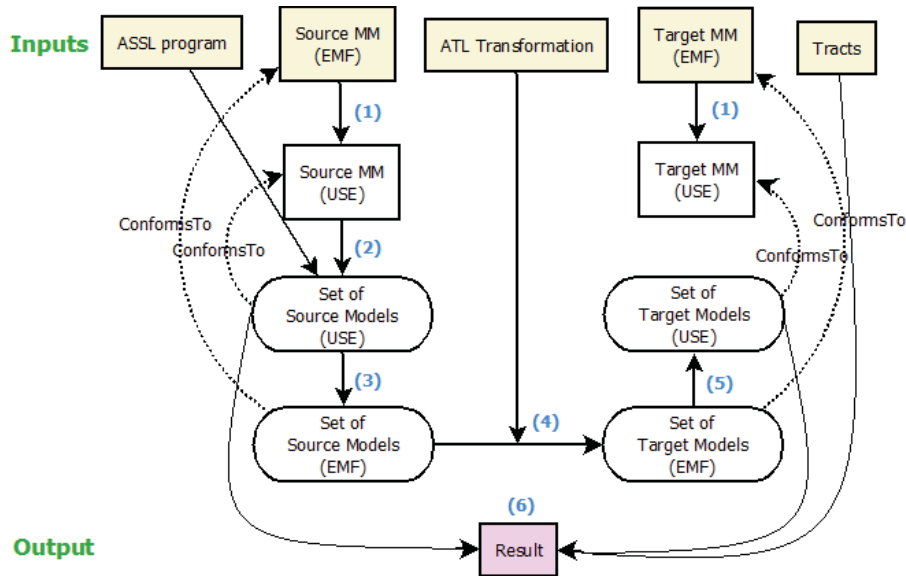 Inputs
ASSL program
Source MM
(EMF)
ATL Transformation
Target MM
(EMF)
Tracts
(1)
(1)
Source MM
(USE)
Target MM
(USE)
ConformsTo
ConformsTo
(2)
ConformsTo
ConformsTo
Set of
Source Models
(USE)
Set of
Target Models
(USE)
(3)
(5)
Set of
Source Models
(EMF)
(4)
Set of
Target Models
(EMF)
(6)
Output
Result